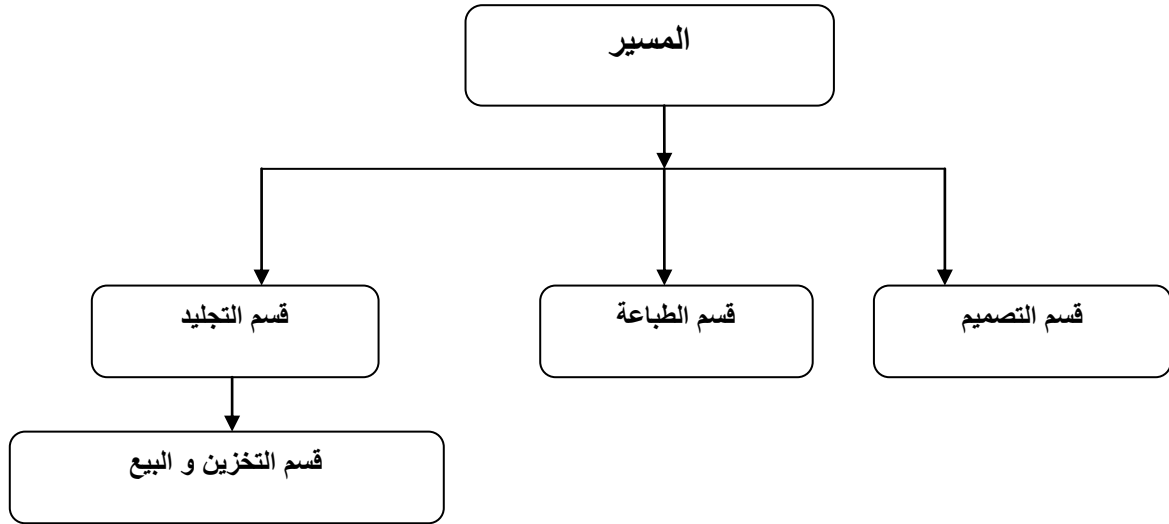 المسير
قسم التصميم
قسم الطباعة
قسم التجليد
قسم التخزين و البيع